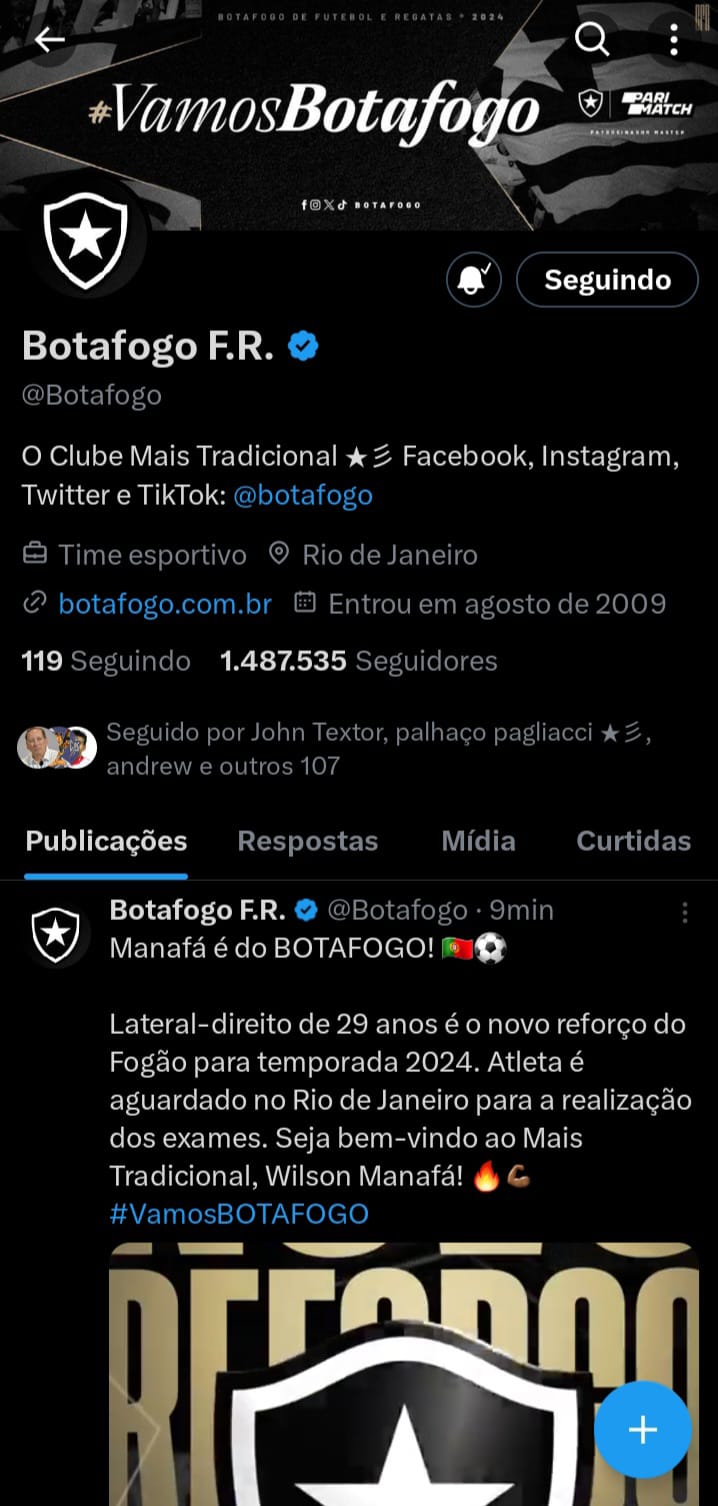 BOTAFOGO DE FUTEBOL E REGATAS * 2024
#VamosBotafogo
PARI MATCH
PATROCINADOR MASTER
BOTAFOGO
Seguindo
Botafogo F.R.
@Botafogo
O Clube Mais Tradicional ★彡 Facebook, Instagram,
Twitter e TikTok: @botafogo
Time esportivo Rio de Janeiro
botafogo.com.br Entrou em agosto de 2009
119 Seguindo 1.487.535 Seguidores
Seguido por John Textor, palhaço pagliacci ★彡,
andrew e outros 107
Publicações Respostas Mídia Curtidas
Botafogo F.R. @Botafogo · 9min
Manafá é do BOTAFOGO! 🇵🇹⚽
Lateral-direito de 29 anos é o novo reforço do
Fogão para temporada 2024. Atleta é
aguardado no Rio de Janeiro para a realização
dos exames. Seja bem-vindo ao Mais
Tradicional, Wilson Manafá! 🔥💪🏾
#VamosBOTAFOGO
REFORÇO